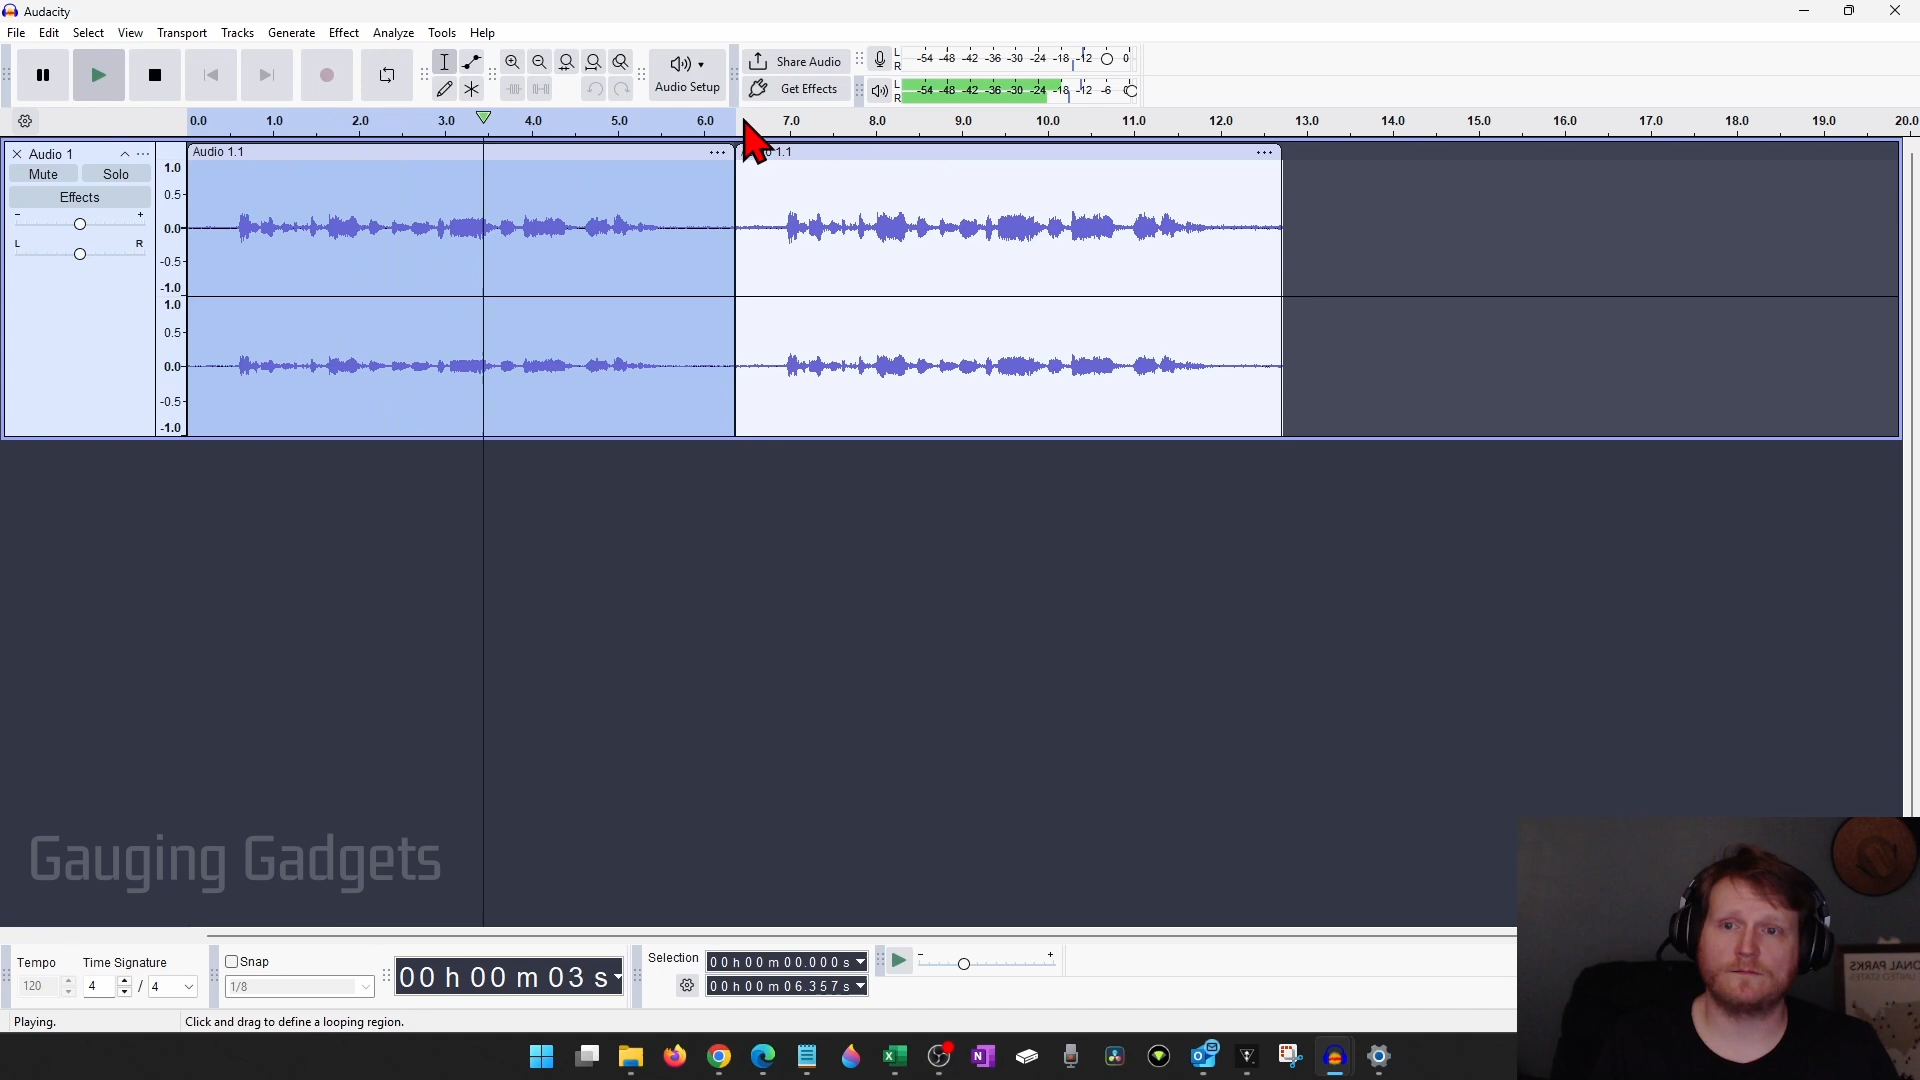 Audacity
File Edit Select View Transport Tracks Generate Effect Analyze Tools Help
Audio Setup
Share Audio
Get Effects
L
R
-54 -48 -42 -36 -30 -24 -18 -12 0
L
R
-54 -48 -42 -36 -30 -24 -18 -12 -6
0.0 1.0 2.0 3.0 4.0 5.0 6.0 7.0 8.0 9.0 10.0 11.0 12.0 13.0 14.0 15.0 16.0 17.0 18.0 19.0 20.0
Audio 1
Mute Solo
Effects
- +
L R
1.0
0.5
0.0
-0.5
-1.0
1.0
0.5
0.0
-0.5
-1.0
Audio 1.1 ...
1.1 ...
Gauging Gadgets
Tempo
120
Time Signature
4 / 4
Snap
1/8
00 h 00 m 03 s
Selection
00 h 00 m 00.000 s
00 h 00 m 06.357 s
- +
Playing.
Click and drag to define a looping region.